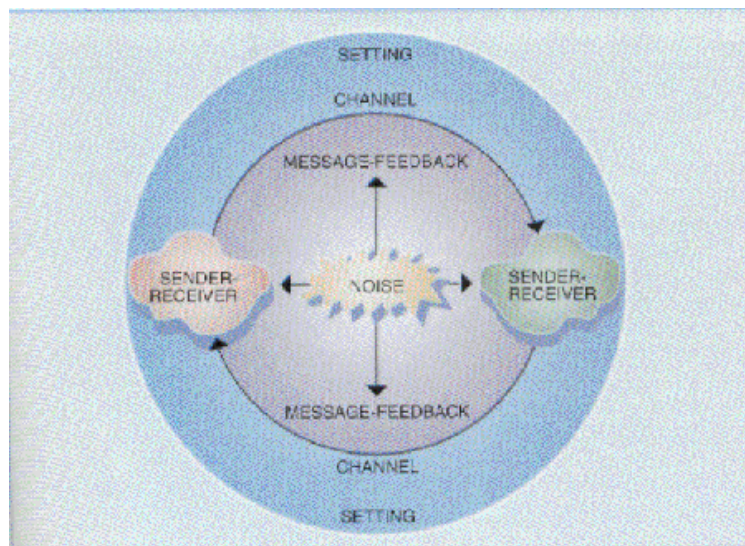 SETTING
CHANNEL
MESSAGE-FEEDBACK
SENDER-
RECEIVER
NOISE
SENDER-
RECEIVER
MESSAGE-FEEDBACK
CHANNEL
SETTING